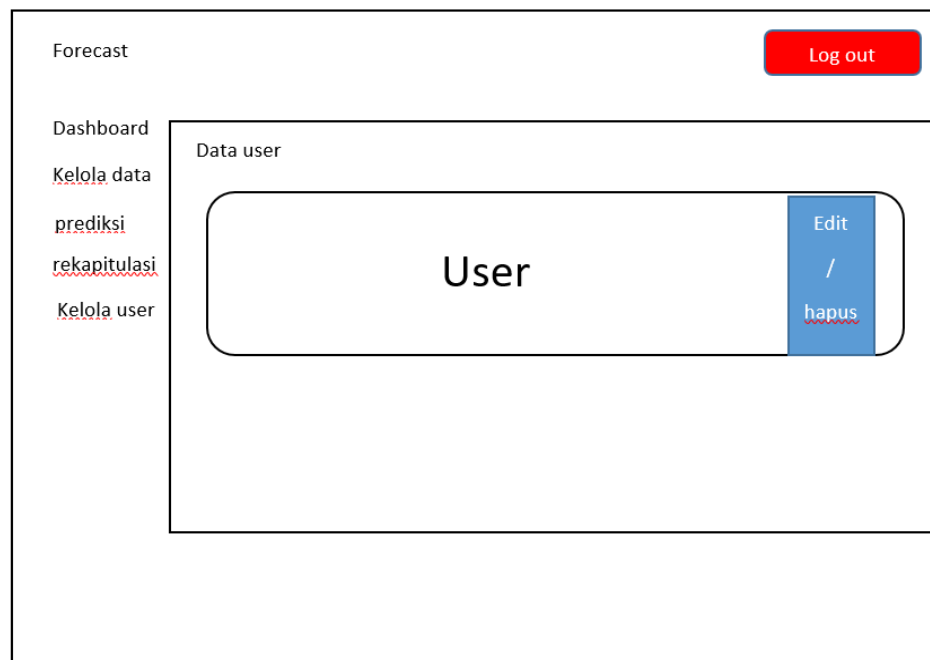 Forecast
Log out
Dashboard
Kelola data
prediksi
rekapitulasi
Kelola user
Data user
User
Edit
/
hapus